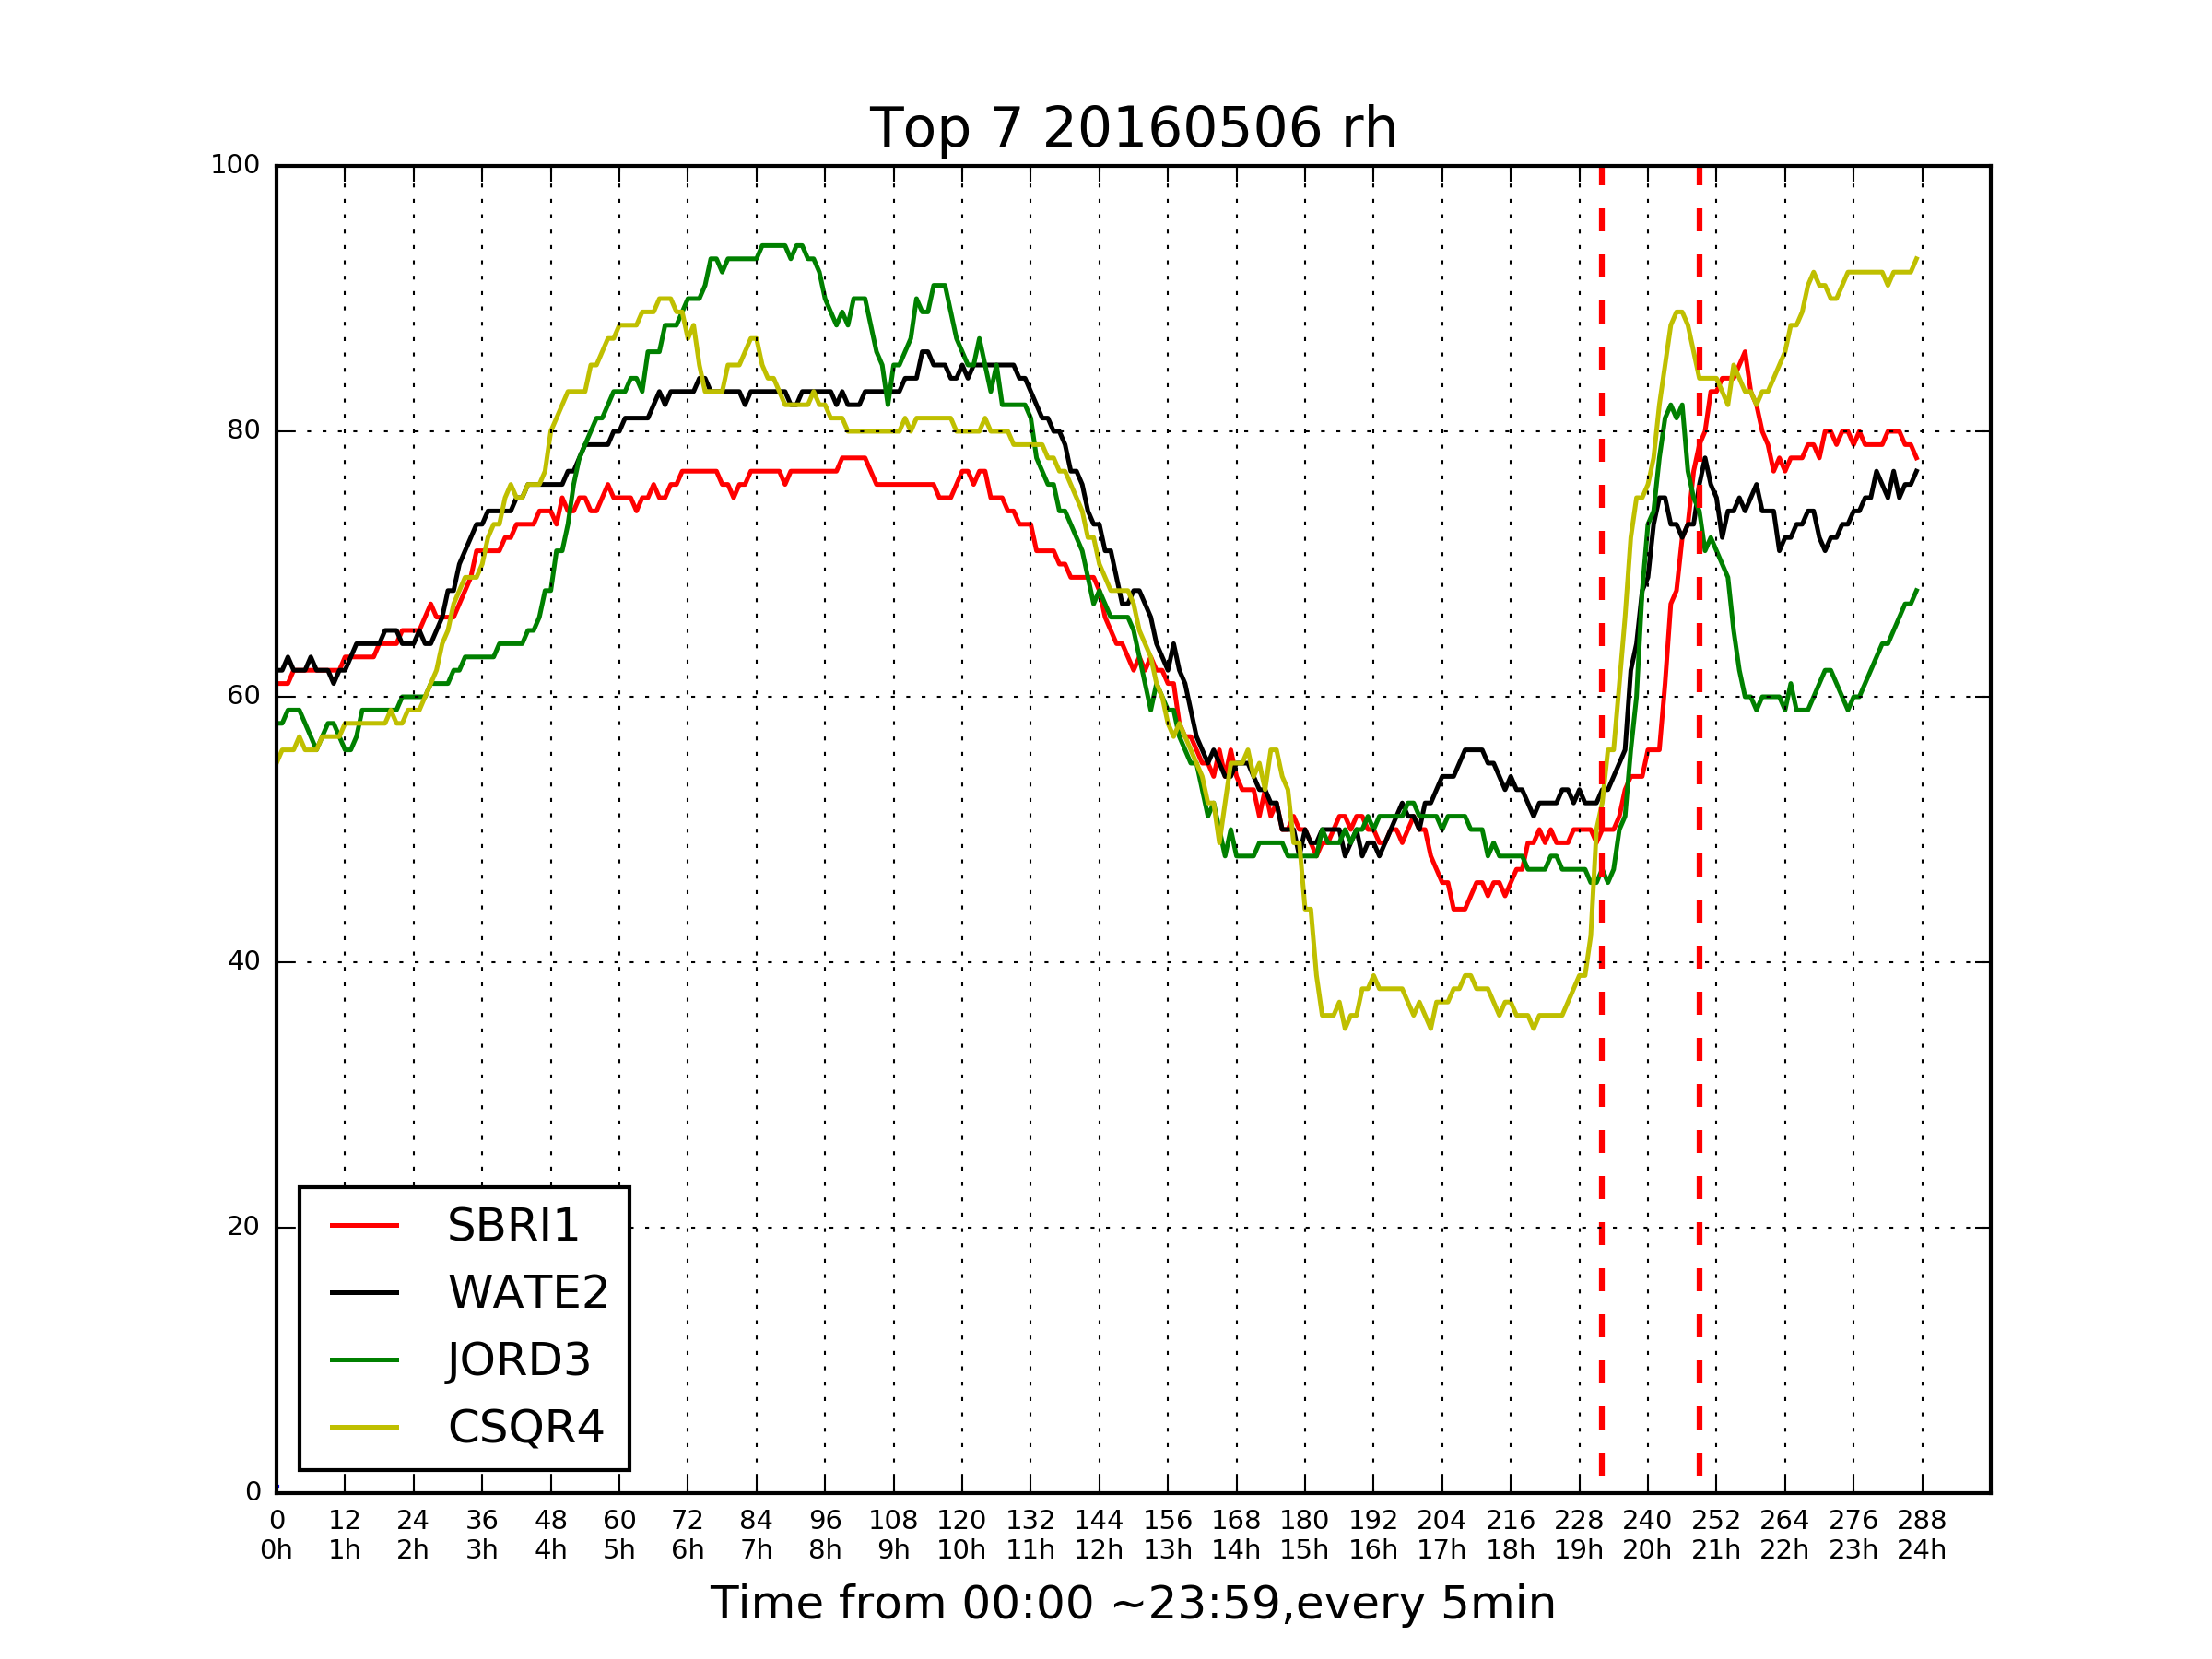 Top 7 20160506 rh
100
80
60
40
20
0
SBRI1
WATE2
JORD3
CSQR4
0 12 24 36 48 60 72 84 96 108 120 132 144 156 168 180 192 204 216 228 240 252 264 276 288
0h 1h 2h 3h 4h 5h 6h 7h 8h 9h 10h 11h 12h 13h 14h 15h 16h 17h 18h 19h 20h 21h 22h 23h 24h
Time from 00:00 ~23:59,every 5min